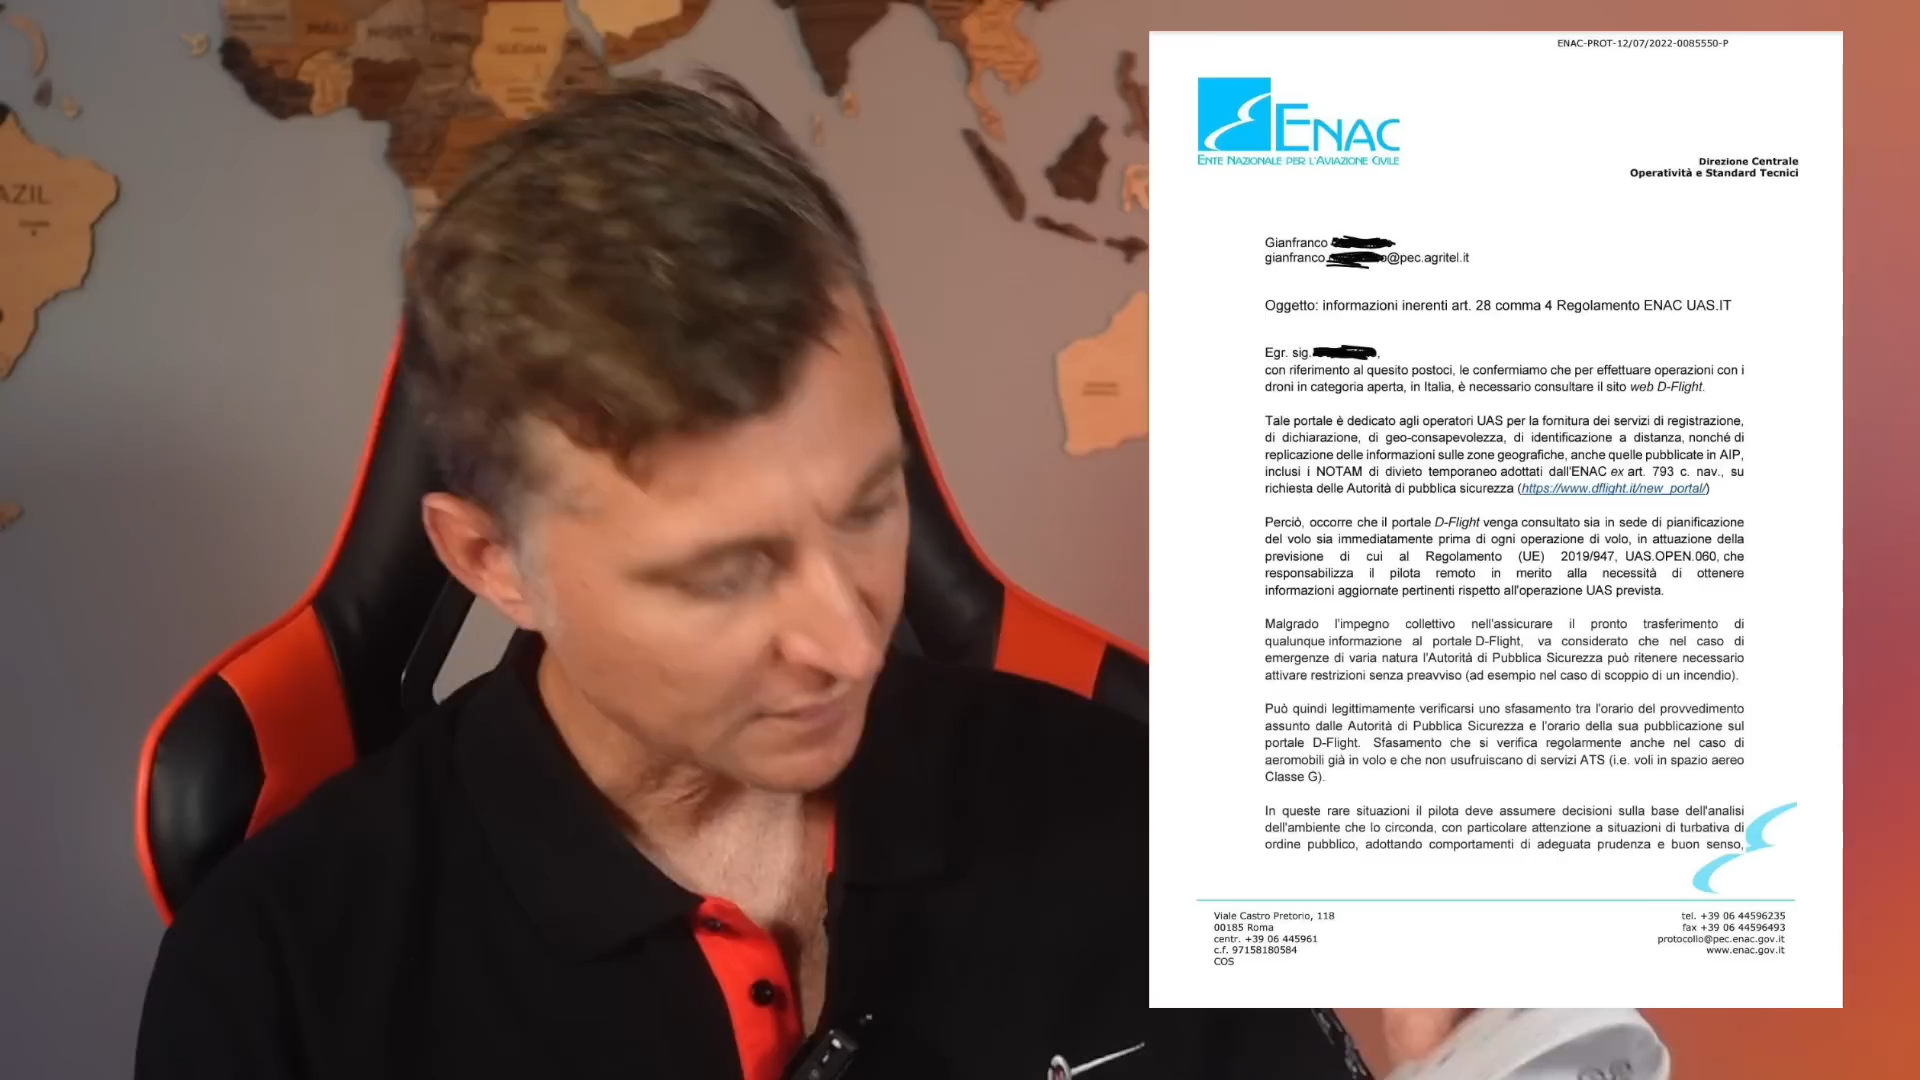 AZIL
MALI
NIGER
SUDAN
ENAC-PROT-12/07/2022-0085550-P
ENAC
ENTE NAZIONALE PER L'AVIAZIONE CIVILE
Direzione Centrale
Operatività e Standard Tecnici
Gianfranco
gianfranco. o@pec.agritel.it
Oggetto: informazioni inerenti art. 28 comma 4 Regolamento ENAC UAS.IT
Egr. sig. ,
con riferimento al quesito postoci, le confermiamo che per effettuare operazioni con i
droni in categoria aperta, in Italia, è necessario consultare il sito web D-Flight.
Tale portale è dedicato agli operatori UAS per la fornitura dei servizi di registrazione,
di dichiarazione, di geo-consapevolezza, di identificazione a distanza, nonché di
replicazione delle informazioni sulle zone geografiche, anche quelle pubblicate in AIP,
inclusi i NOTAM di divieto temporaneo adottati dall'ENAC ex art. 793 c. nav., su
richiesta delle Autorità di pubblica sicurezza (https://www.dflight.it/new_portal/)
Perciò, occorre che il portale D-Flight venga consultato sia in sede di pianificazione
del volo sia immediatamente prima di ogni operazione di volo, in attuazione della
previsione di cui al Regolamento (UE) 2019/947, UAS.OPEN.060, che
responsabilizza il pilota remoto in merito alla necessità di ottenere
informazioni aggiornate pertinenti rispetto all'operazione UAS prevista.
Malgrado l'impegno collettivo nell'assicurare il pronto trasferimento di
qualunque informazione al portale D-Flight, va considerato che nel caso di
emergenze di varia natura l'Autorità di Pubblica Sicurezza può ritenere necessario
attivare restrizioni senza preavviso (ad esempio nel caso di scoppio di un incendio).
Può quindi legittimamente verificarsi uno sfasamento tra l'orario del provvedimento
assunto dalle Autorità di Pubblica Sicurezza e l'orario della sua pubblicazione sul
portale D-Flight. Sfasamento che si verifica regolarmente anche nel caso di
aeromobili già in volo e che non usufruiscano di servizi ATS (i.e. voli in spazio aereo
Classe G).
In queste rare situazioni il pilota deve assumere decisioni sulla base dell'analisi
dell'ambiente che lo circonda, con particolare attenzione a situazioni di turbativa di
ordine pubblico, adottando comportamenti di adeguata prudenza e buon senso,
Viale Castro Pretorio, 118
00185 Roma
centr. +39 06 445961
c.f. 97158180584
COS
tel. +39 06 44596235
fax +39 06 44596493
protocollo@pec.enac.gov.it
www.enac.gov.it